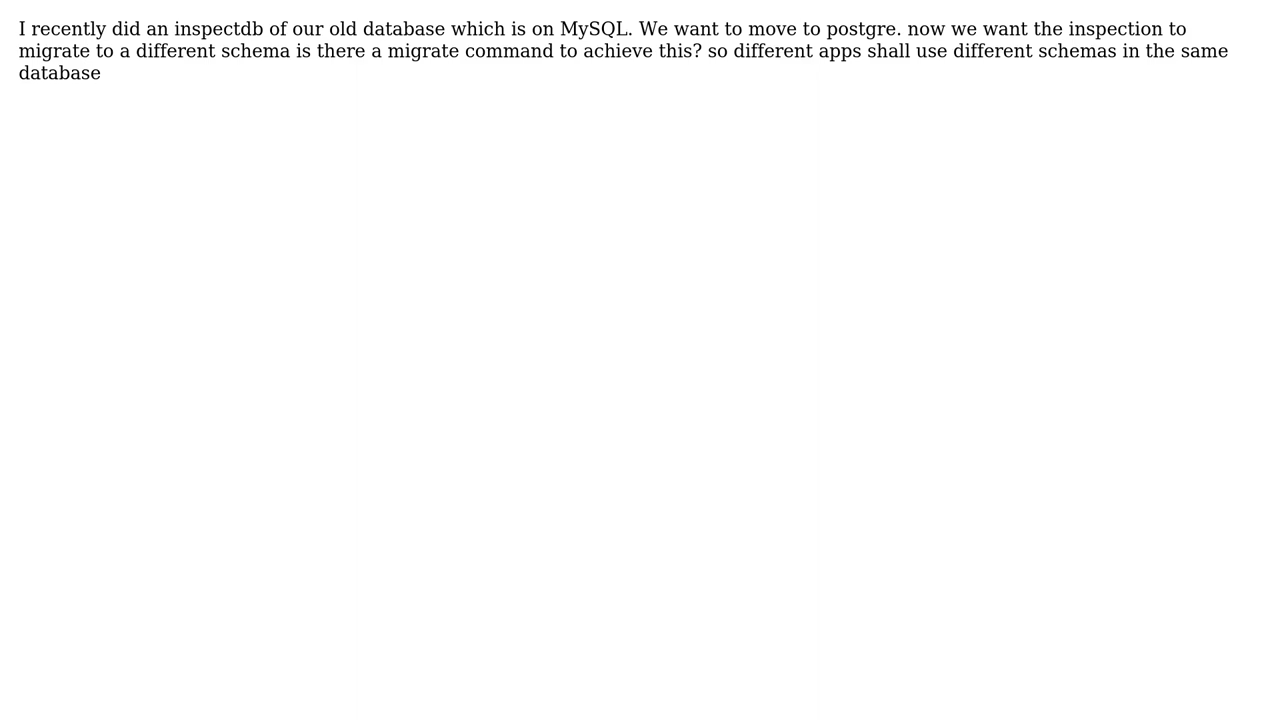 I recently did an inspectdb of our old database which is on MySQL. We want to move to postgre. now we want the inspection to
migrate to a different schema is there a migrate command to achieve this? so different apps shall use different schemas in the same
database